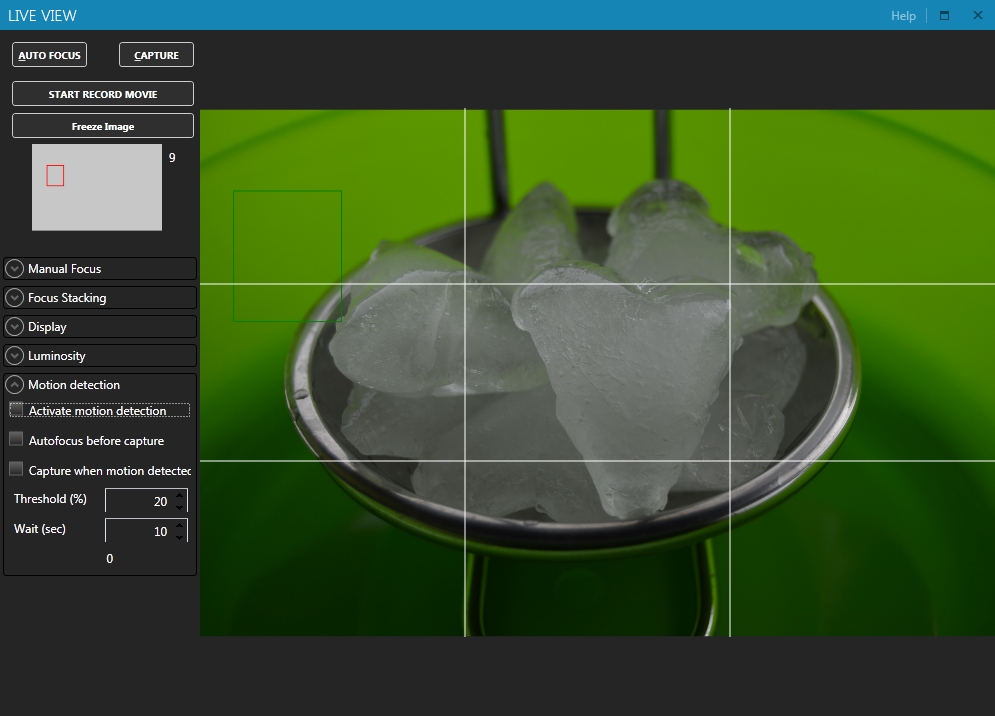 LIVE VIEW
Help
AUTO FOCUS
CAPTURE
START RECORD MOVIE
Freeze Image
9
Manual Focus
Focus Stacking
Display
Luminosity
Motion detection
Activate motion detection
Autofocus before capture
Capture when motion detected
Threshold (%) 20
Wait (sec) 10
0